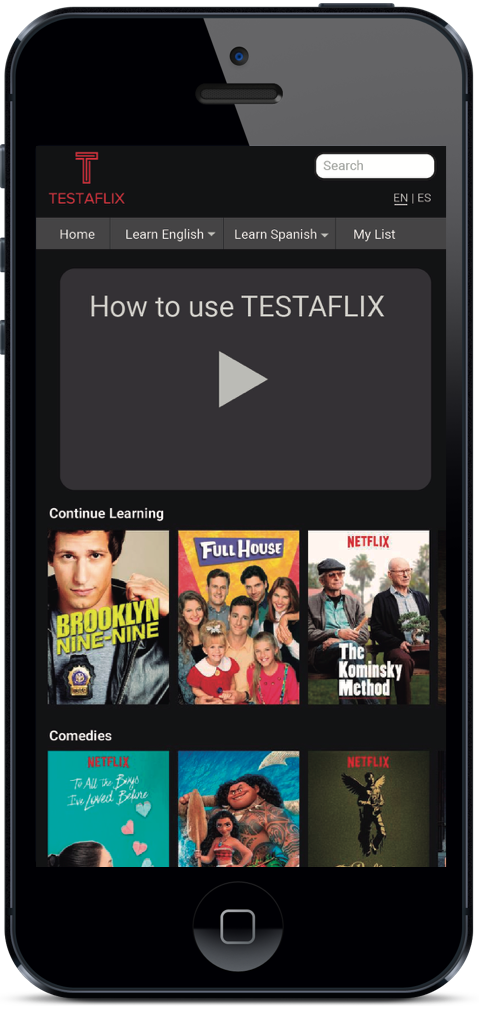 T
TESTAFLIX
Search
EN | ES
Home
Learn English
Learn Spanish
My List
How to use TESTAFLIX
Continue Learning
BROOKLYN
NINE-NINE
FULL HOUSE
NETFLIX
The
Kominsky
Method
Comedies
NETFLIX
To All the Boys
I've Loved Before
NETFLIX